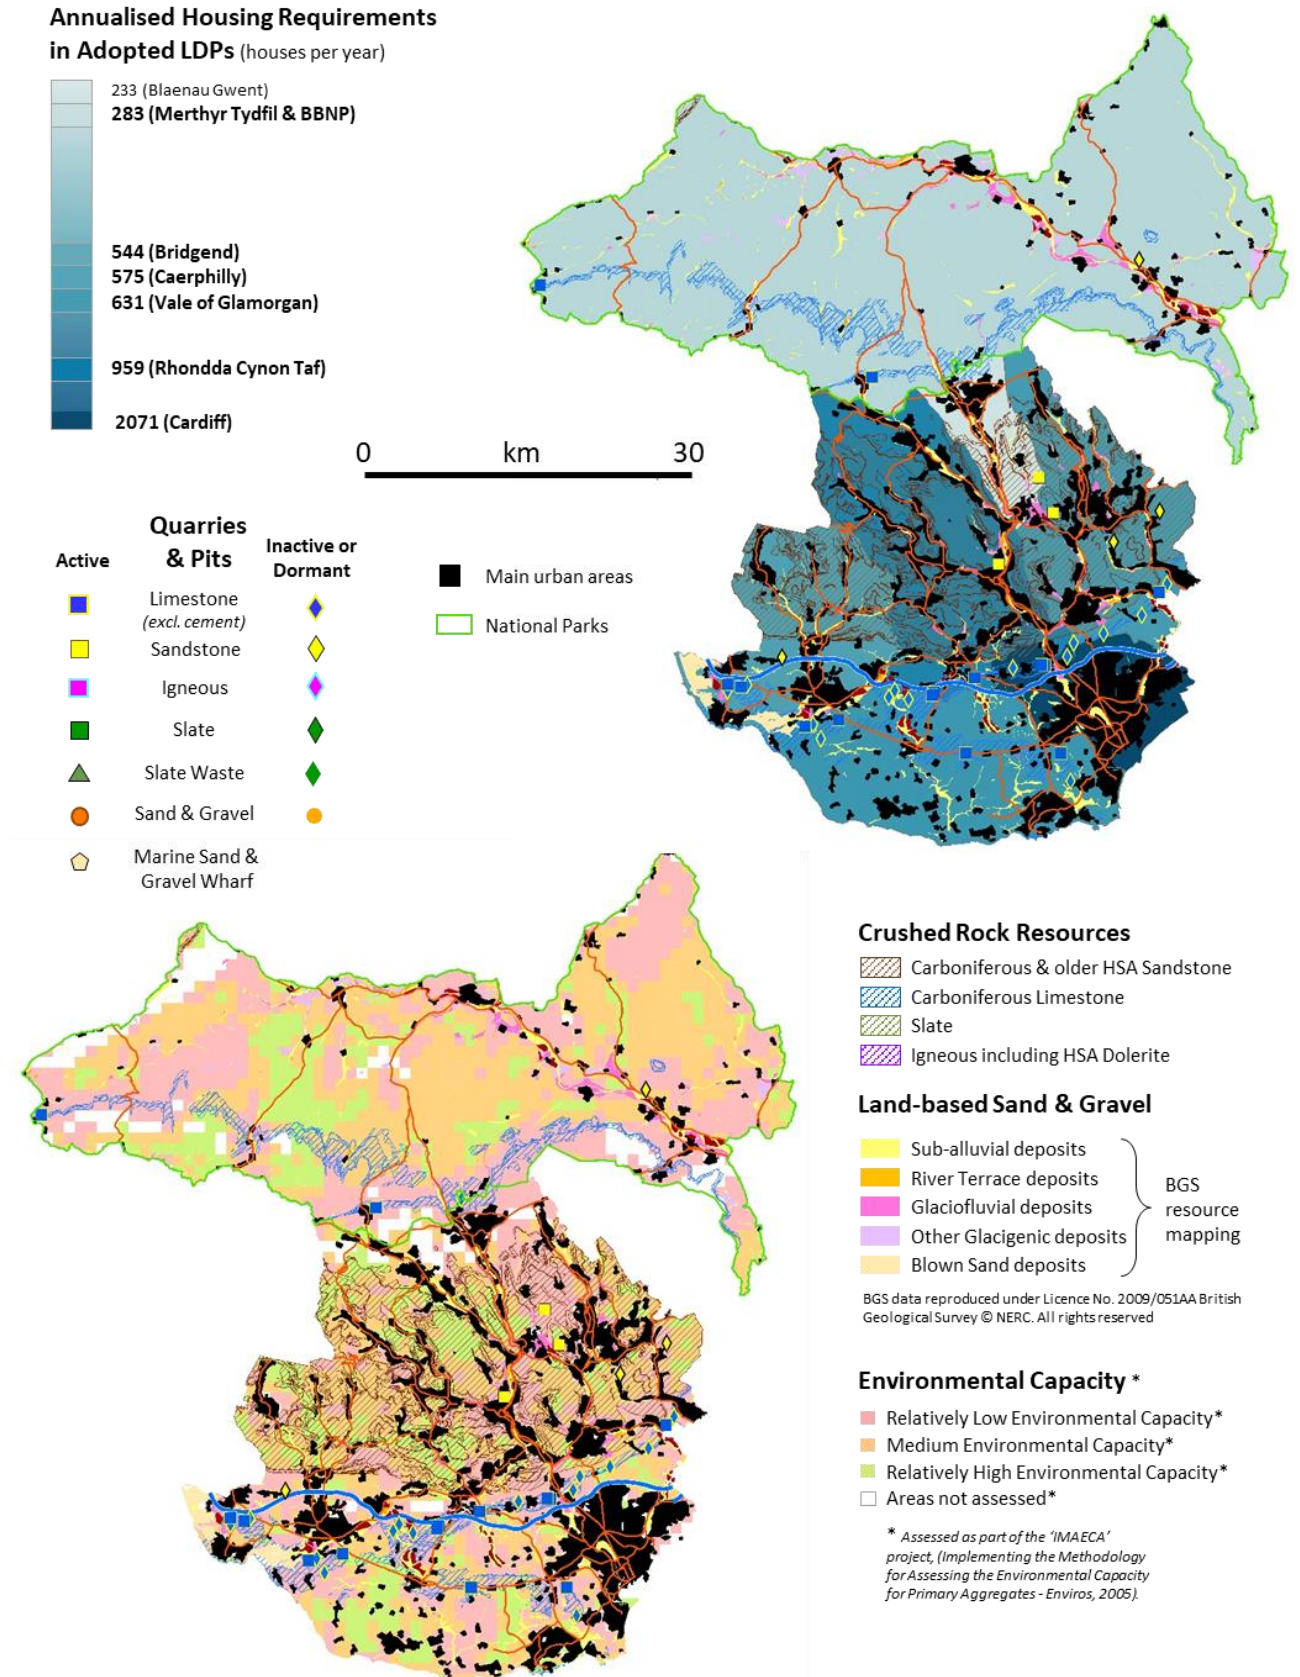 Annualised Housing Requirements
in Adopted LDPs (houses per year)
233 (Blaenau Gwent)
283 (Merthyr Tydfil & BBNP)
544 (Bridgend)
575 (Caerphilly)
631 (Vale of Glamorgan)
959 (Rhondda Cynon Taf)
2071 (Cardiff)
0 km 30
Quarries
& Pits
Active
Inactive or
Dormant
Limestone
(excl. cement)
Sandstone
Igneous
Slate
Slate Waste
Sand & Gravel
Marine Sand &
Gravel Wharf
Main urban areas
National Parks
Crushed Rock Resources
Carboniferous & older HSA Sandstone
Carboniferous Limestone
Slate
Igneous including HSA Dolerite
Land-based Sand & Gravel
Sub-alluvial deposits
River Terrace deposits
Glaciofluvial deposits
Other Glacigenic deposits
Blown Sand deposits
BGS
resource
mapping
BGS data reproduced under Licence No. 2009/051AA British
Geological Survey © NERC. All rights reserved
Environmental Capacity *
Relatively Low Environmental Capacity*
Medium Environmental Capacity*
Relatively High Environmental Capacity*
Areas not assessed*
* Assessed as part of the ‘IMAECA’
project, (Implementing the Methodology
for Assessing the Environmental Capacity
for Primary Aggregates - Enviros, 2005).